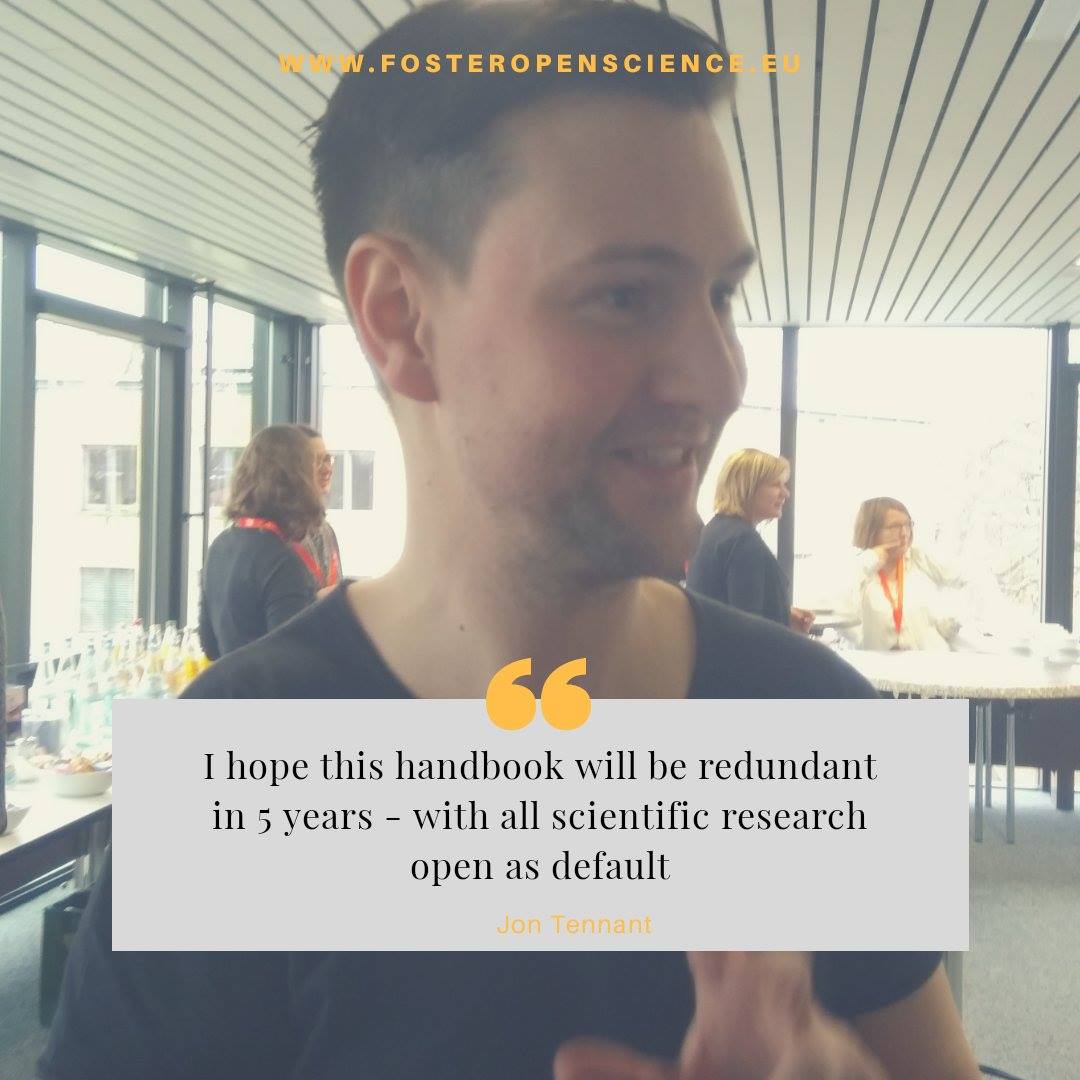 WWW.FOSTEROPENSCIENCE.EU
“
I hope this handbook will be redundant
in 5 years - with all scientific research
open as default
Jon Tennant